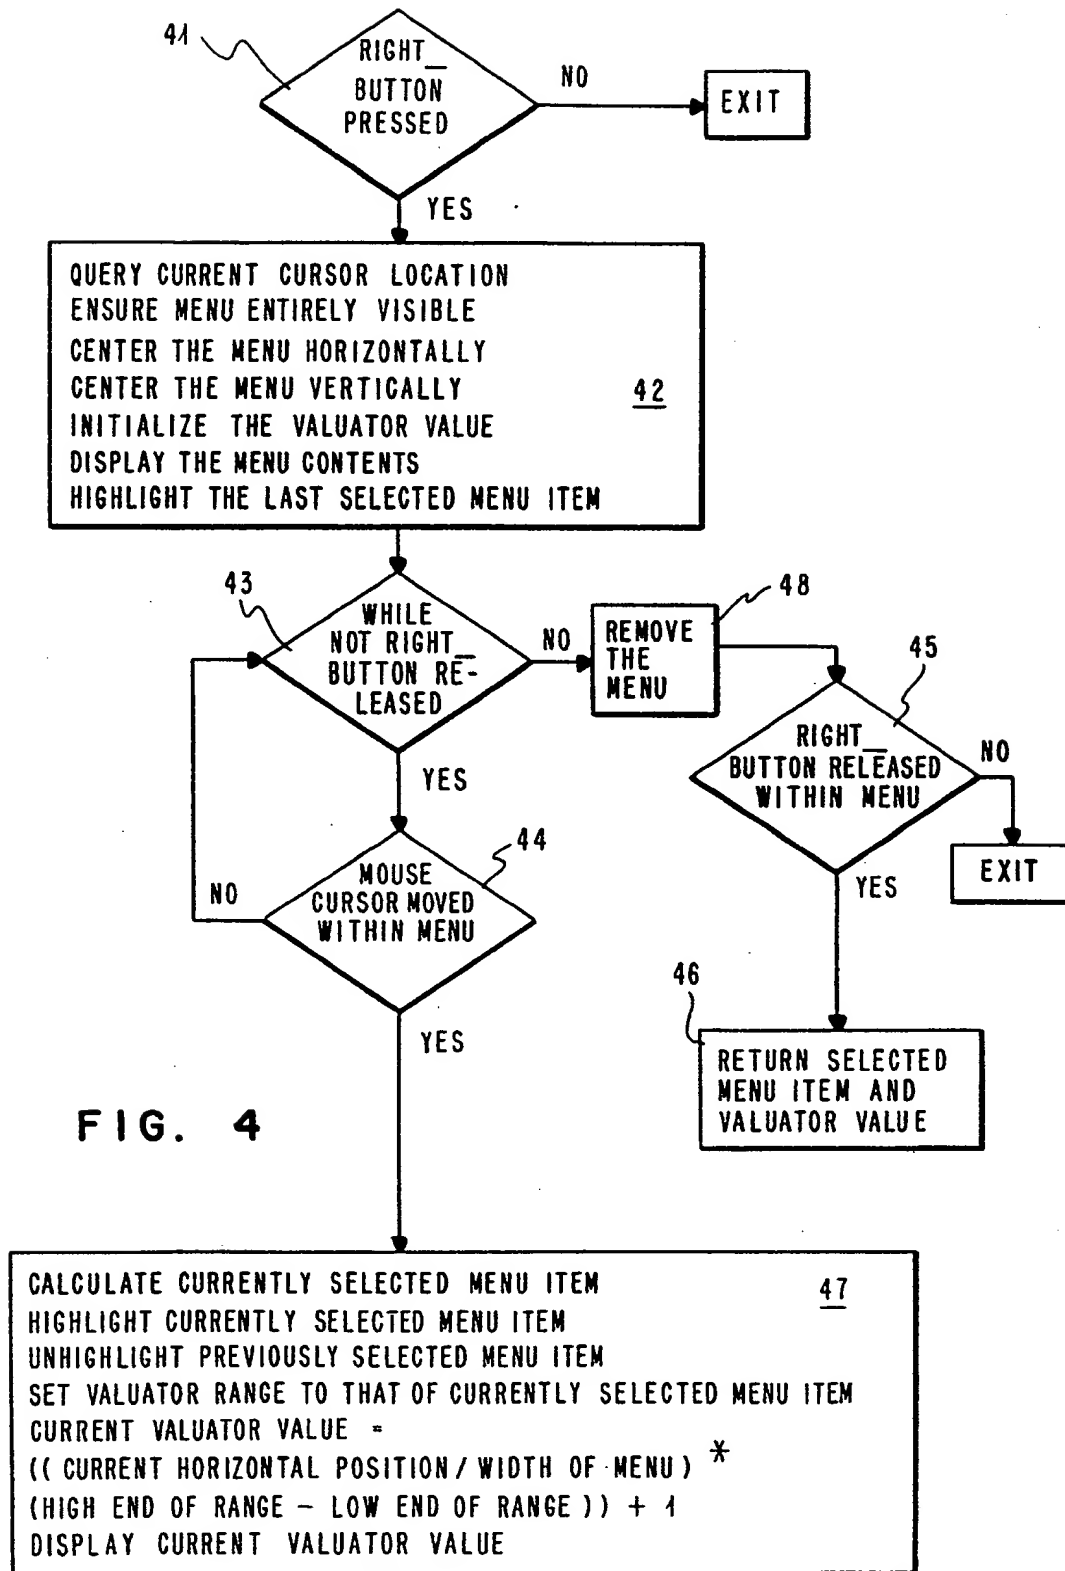 41
RIGHT_
BUTTON
PRESSED
NO
EXIT
YES
QUERY CURRENT CURSOR LOCATION
ENSURE MENU ENTIRELY VISIBLE
CENTER THE MENU HORIZONTALLY
CENTER THE MENU VERTICALLY
42
INITIALIZE THE VALUATOR VALUE
DISPLAY THE MENU CONTENTS
HIGHLIGHT THE LAST SELECTED MENU ITEM
43
WHILE
NOT RIGHT_
BUTTON RE-
LEASED
NO
YES
48
REMOVE
THE
MENU
45
RIGHT_
BUTTON RELEASED
WITHIN MENU
NO
EXIT
YES
44
MOUSE
CURSOR MOVED
WITHIN MENU
NO
YES
46
RETURN SELECTED
MENU ITEM AND
VALUATOR VALUE
FIG. 4
CALCULATE CURRENTLY SELECTED MENU ITEM
47
HIGHLIGHT CURRENTLY SELECTED MENU ITEM
UNHIGHLIGHT PREVIOUSLY SELECTED MENU ITEM
SET VALUATOR RANGE TO THAT OF CURRENTLY SELECTED MENU ITEM
CURRENT VALUATOR VALUE =
((CURRENT HORIZONTAL POSITION/WIDTH OF MENU) *
(HIGH END OF RANGE - LOW END OF RANGE)) + 1
DISPLAY CURRENT VALUATOR VALUE